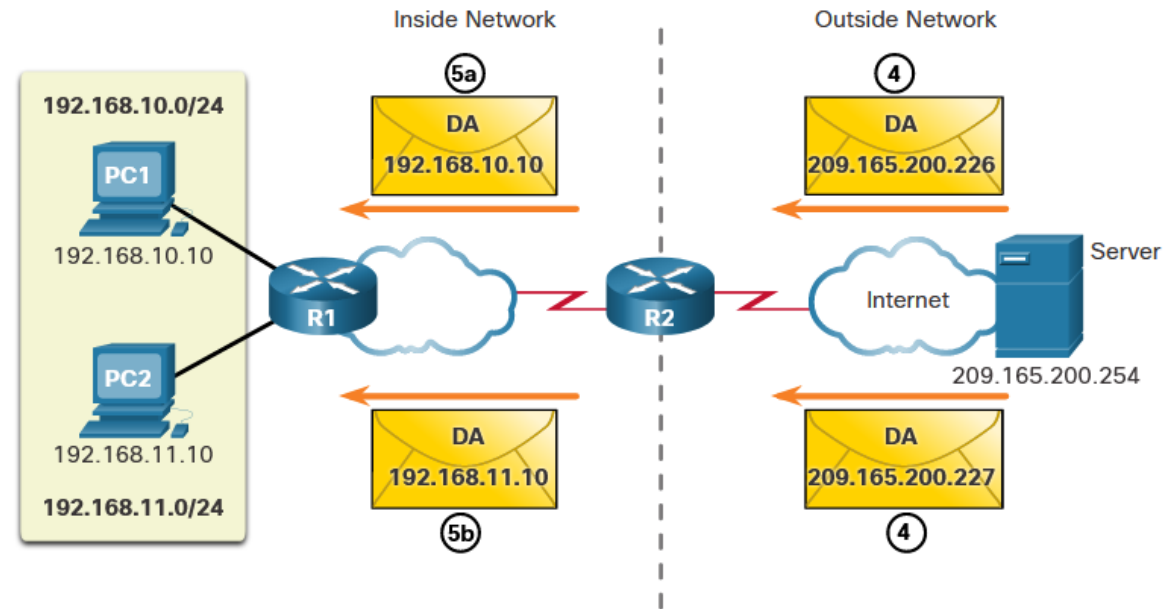 Inside Network
Outside Network
5a
4
192.168.10.0/24
DA
192.168.10.10
DA
209.165.200.226
PC1
192.168.10.10
Server
R1
R2
Internet
PC2
209.165.200.254
192.168.11.10
DA
192.168.11.10
DA
209.165.200.227
192.168.11.0/24
5b
4